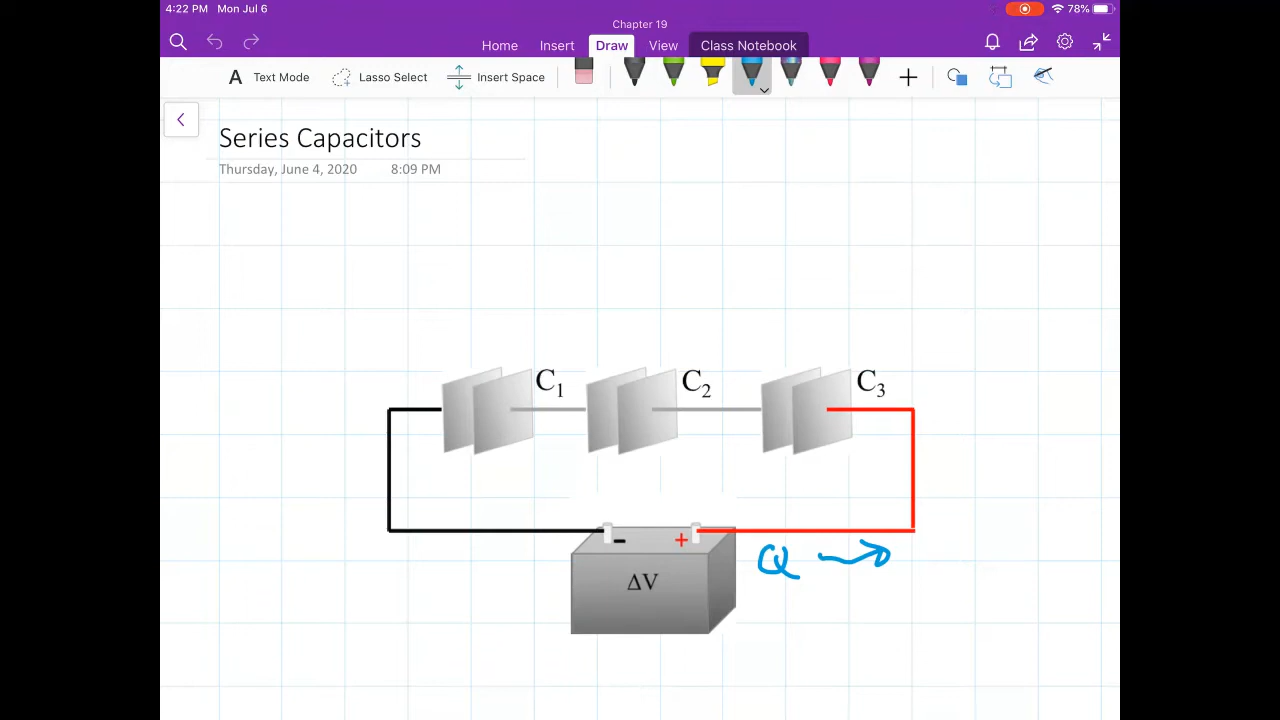 4:22 PM Mon Jul 6
78%
Chapter 19
Home Insert Draw View Class Notebook
A Text Mode Lasso Select Insert Space
Series Capacitors
Thursday, June 4, 2020 8:09 PM
C1 C2 C3
- +
Q
ΔV